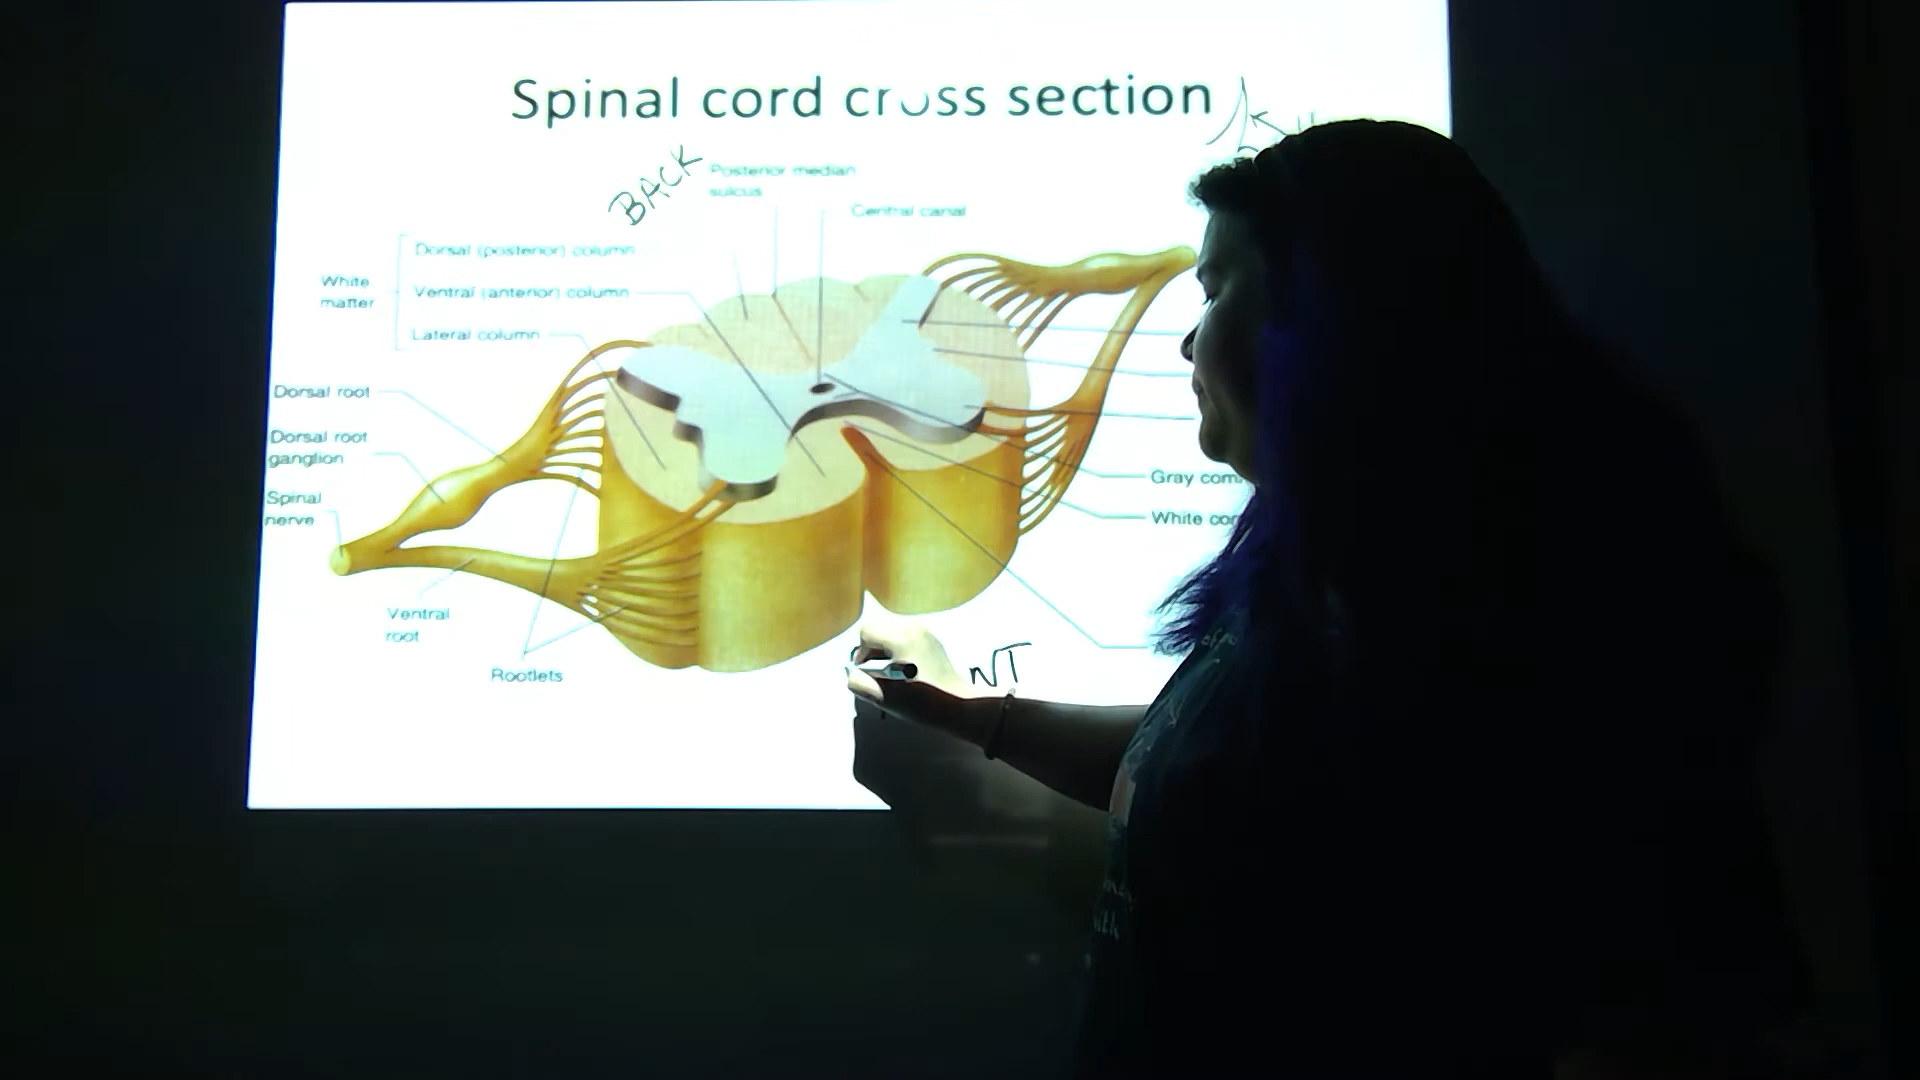 Spinal cord cross section
BACK
Posterior median
sulcus
Central canal
Dorsal (posterior) column
White
matter
Ventral (anterior) column
Lateral column
Dorsal root
Dorsal root
ganglion
Spinal
nerve
Gray com
White co
Ventral
root
NT
Rootlets